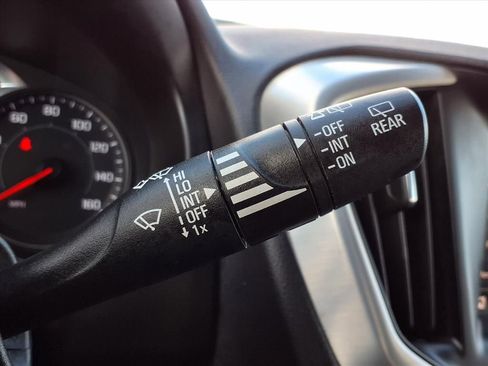 HI
LO
INT
OFF
1x
-OFF
-INT
-ON
REAR
60
80
100
120
140
160